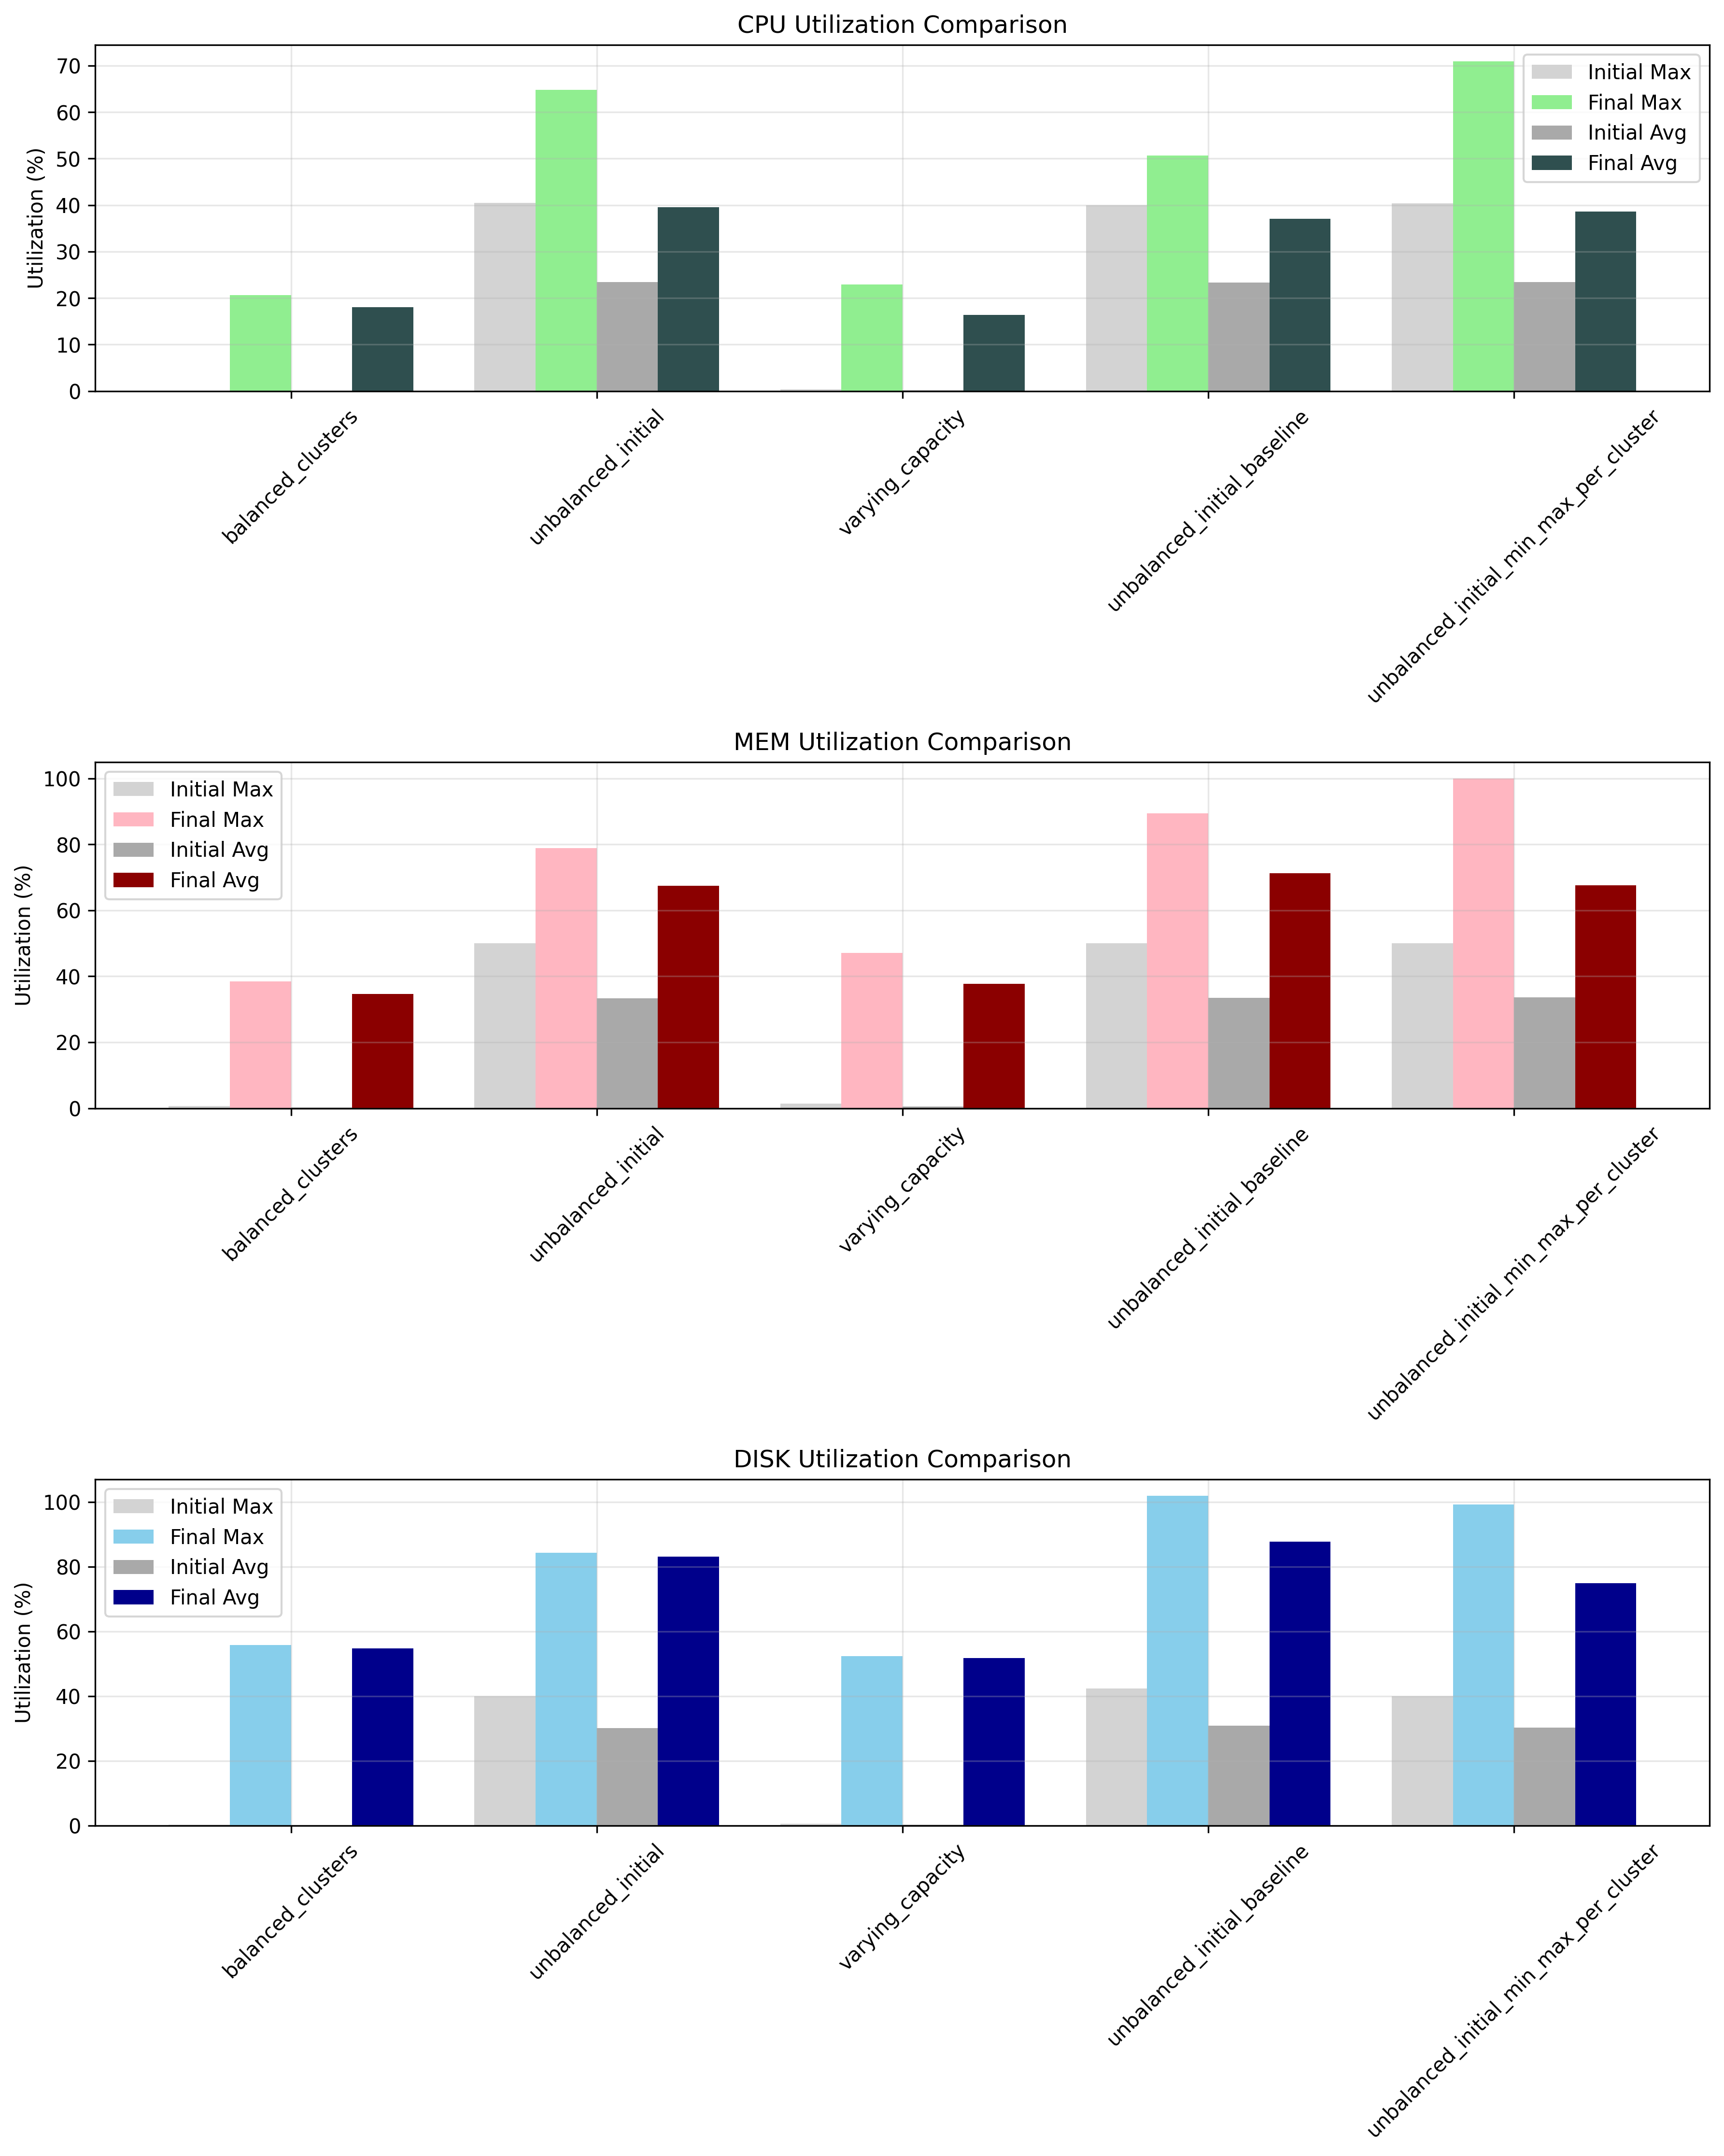 CPU Utilization Comparison
Utilization (%)
70
60
50
40
30
20
10
0
Initial Max
Final Max
Initial Avg
Final Avg
balanced_clusters
unbalanced_initial
varying_capacity
unbalanced_initial_baseline
unbalanced_initial_min_max_per_cluster
MEM Utilization Comparison
Utilization (%)
100
80
60
40
20
0
Initial Max
Final Max
Initial Avg
Final Avg
balanced_clusters
unbalanced_initial
varying_capacity
unbalanced_initial_baseline
unbalanced_initial_min_max_per_cluster
DISK Utilization Comparison
Utilization (%)
100
80
60
40
20
0
Initial Max
Final Max
Initial Avg
Final Avg
balanced_clusters
unbalanced_initial
varying_capacity
unbalanced_initial_baseline
unbalanced_initial_min_max_per_cluster